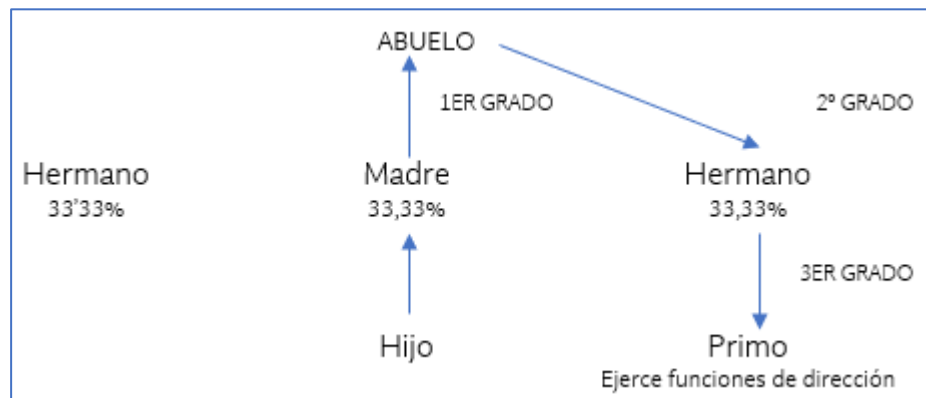 ABUELO
1ER GRADO
2º GRADO
Hermano
33'33%
Madre
33,33%
Hermano
33,33%
3ER GRADO
Hijo
Primo
Ejerce funciones de dirección